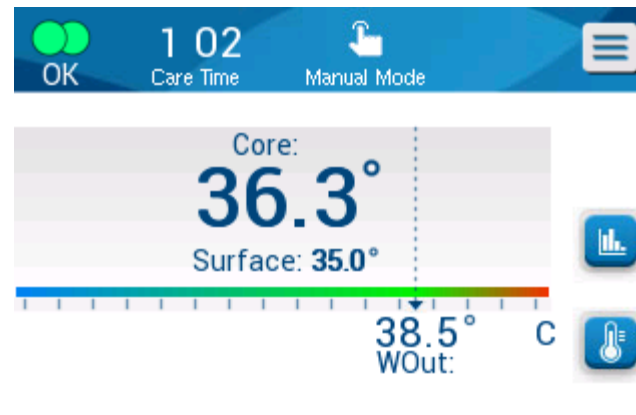 OK
1 02
Care Time
Manual Mode
Core:
36.3°
Surface: 35.0°
38.5° C
WOut: